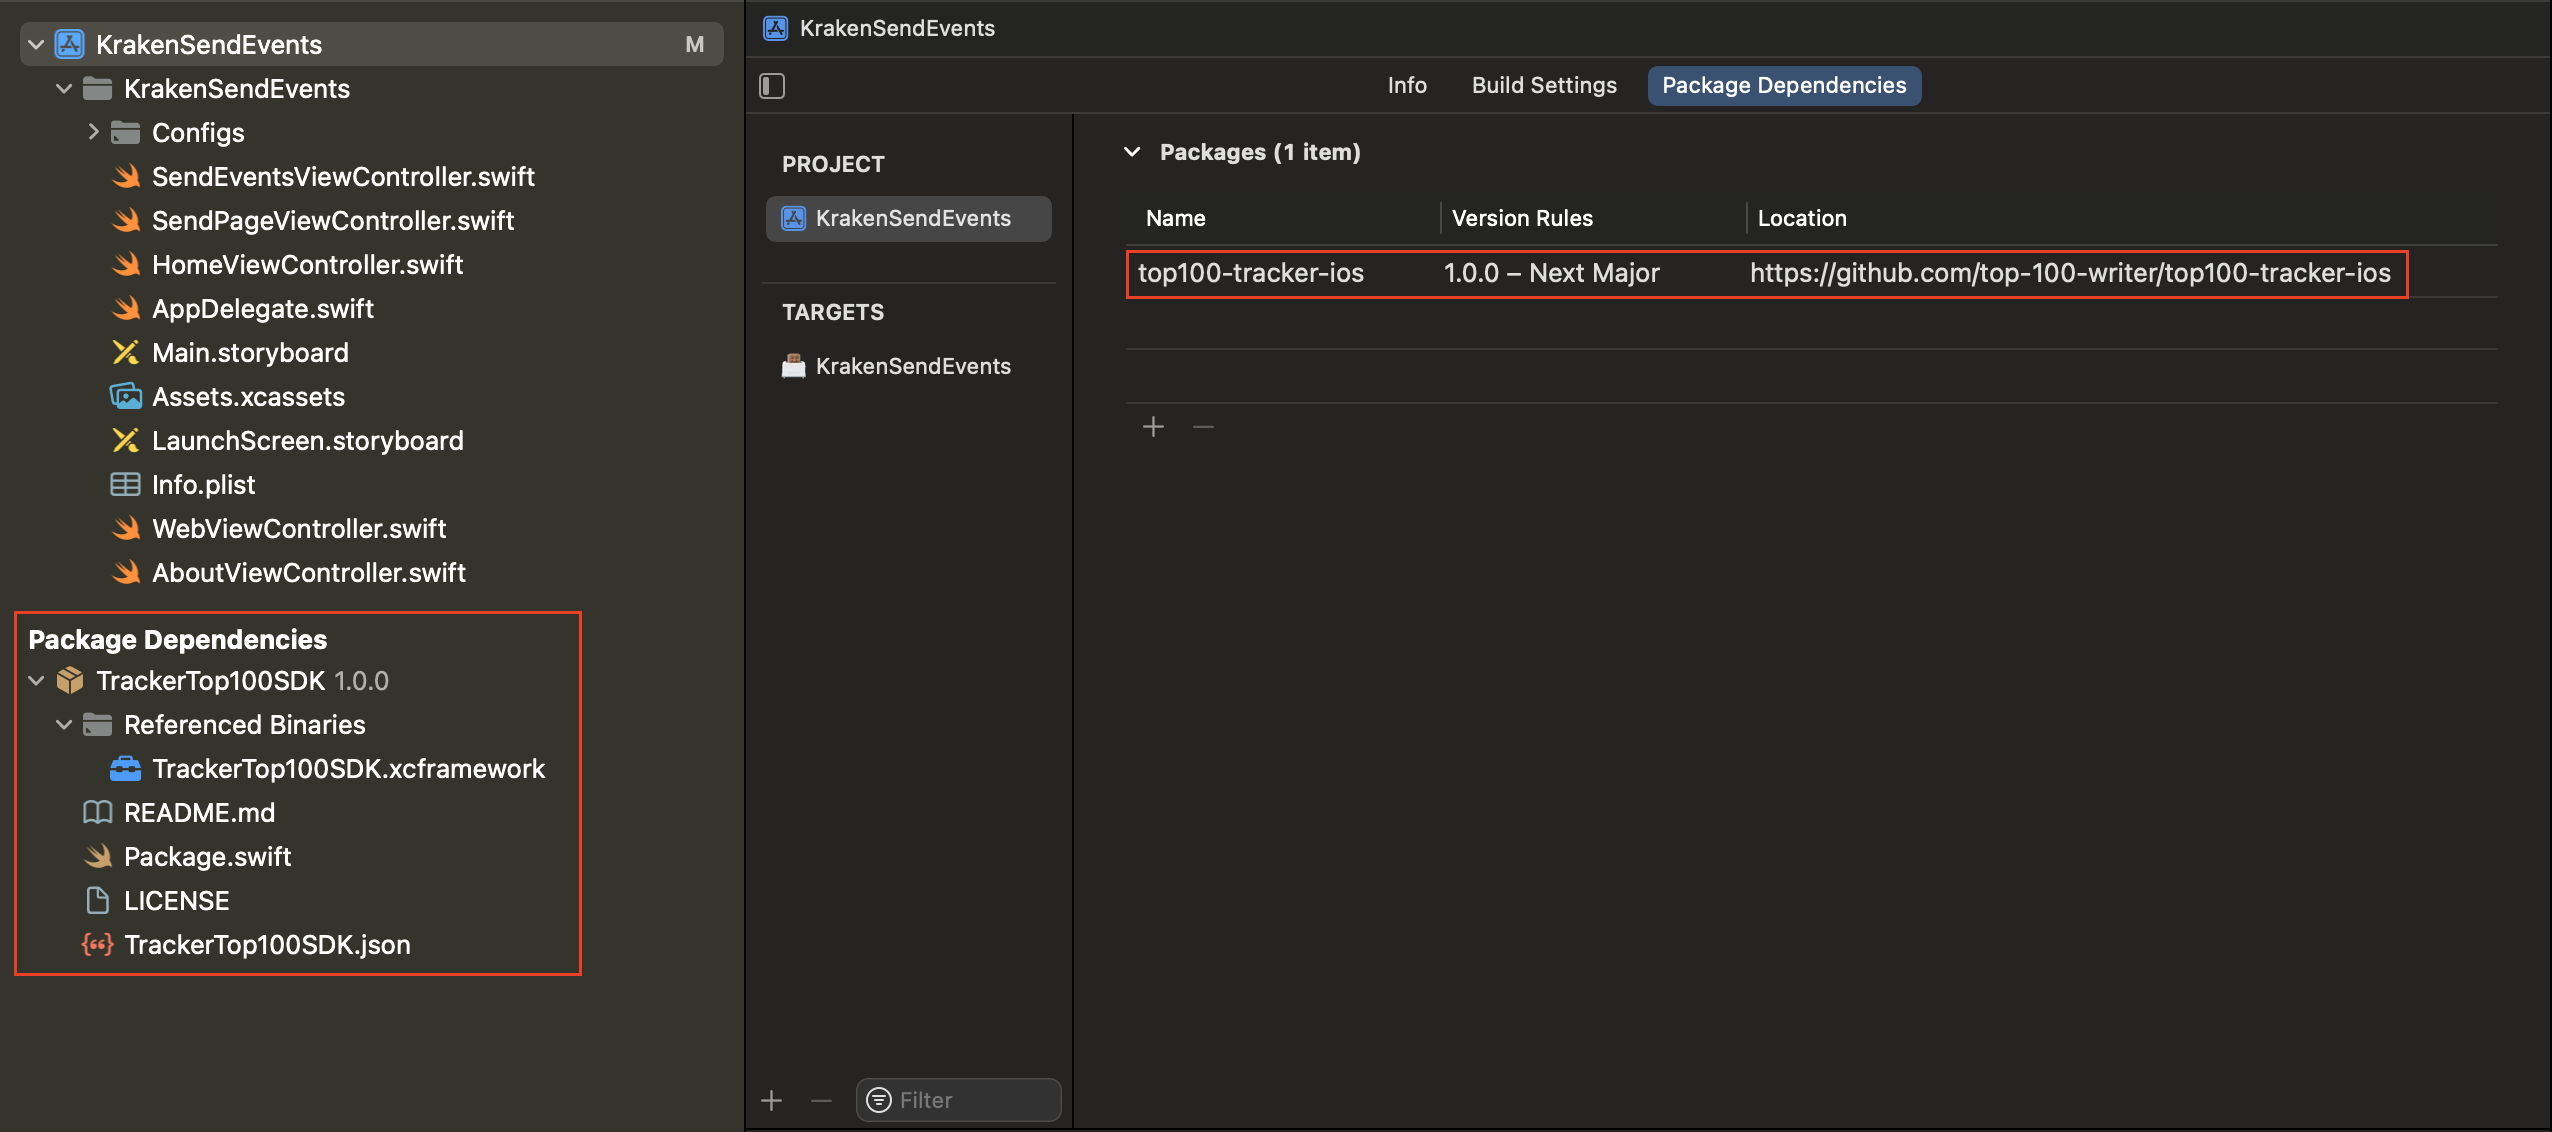 KrakenSendEvents M
KrakenSendEvents
Configs
SendEventsViewController.swift
SendPageViewController.swift
HomeViewController.swift
AppDelegate.swift
Main.storyboard
Assets.xcassets
LaunchScreen.storyboard
Info.plist
WebViewController.swift
AboutViewController.swift
Package Dependencies
TrackerTop100SDK 1.0.0
Referenced Binaries
TrackerTop100SDK.xcframework
README.md
Package.swift
LICENSE
TrackerTop100SDK.json
KrakenSendEvents
Info Build Settings Package Dependencies
PROJECT
KrakenSendEvents
TARGETS
KrakenSendEvents
Filter
Packages (1 item)
Name Version Rules Location
top100-tracker-ios 1.0.0 – Next Major https://github.com/top-100-writer/top100-tracker-ios